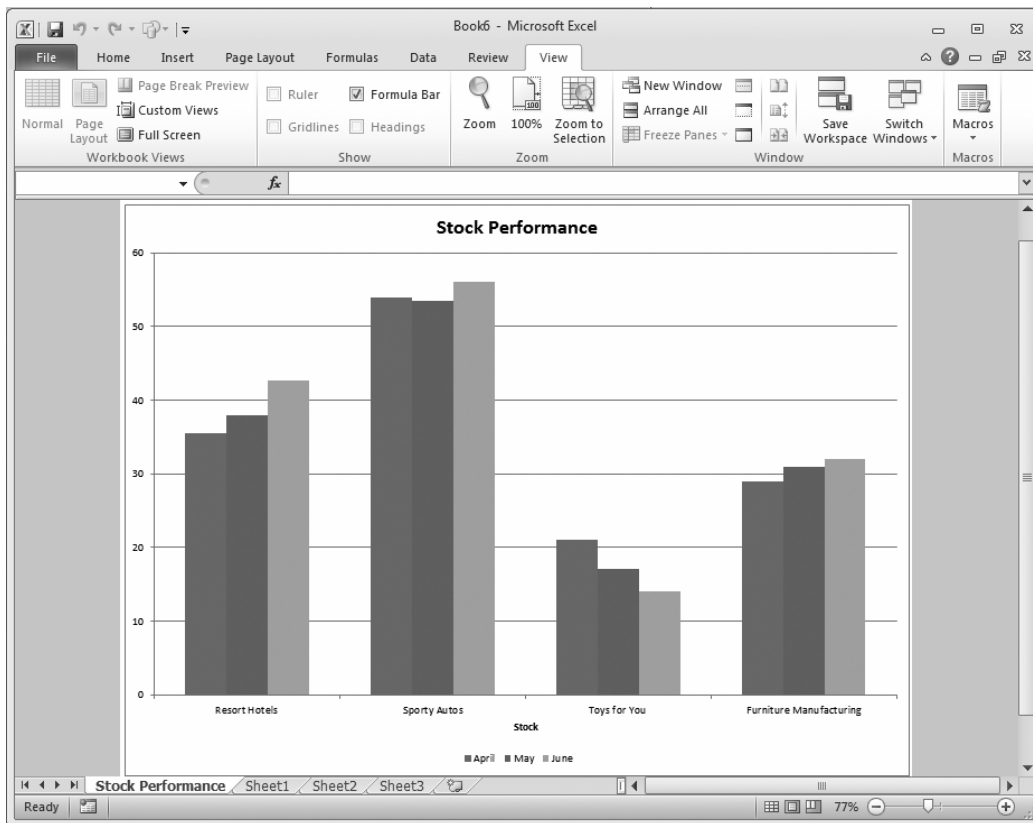 Book6 - Microsoft Excel
File Home Insert Page Layout Formulas Data Review View
Normal
Page Layout
Page Break Preview
Custom Views
Full Screen
Workbook Views
Ruler
Formula Bar
Gridlines
Headings
Show
Zoom
100
100%
Zoom to Selection
Zoom
New Window
Arrange All
Freeze Panes
Save Workspace
Switch Windows
Window
Macros
Macros
fx
Stock Performance
60
50
40
30
20
10
0
Resort Hotels Sporty Autos Toys for You Furniture Manufacturing
Stock
April May June
Stock Performance Sheet1 Sheet2 Sheet3
Ready 77%